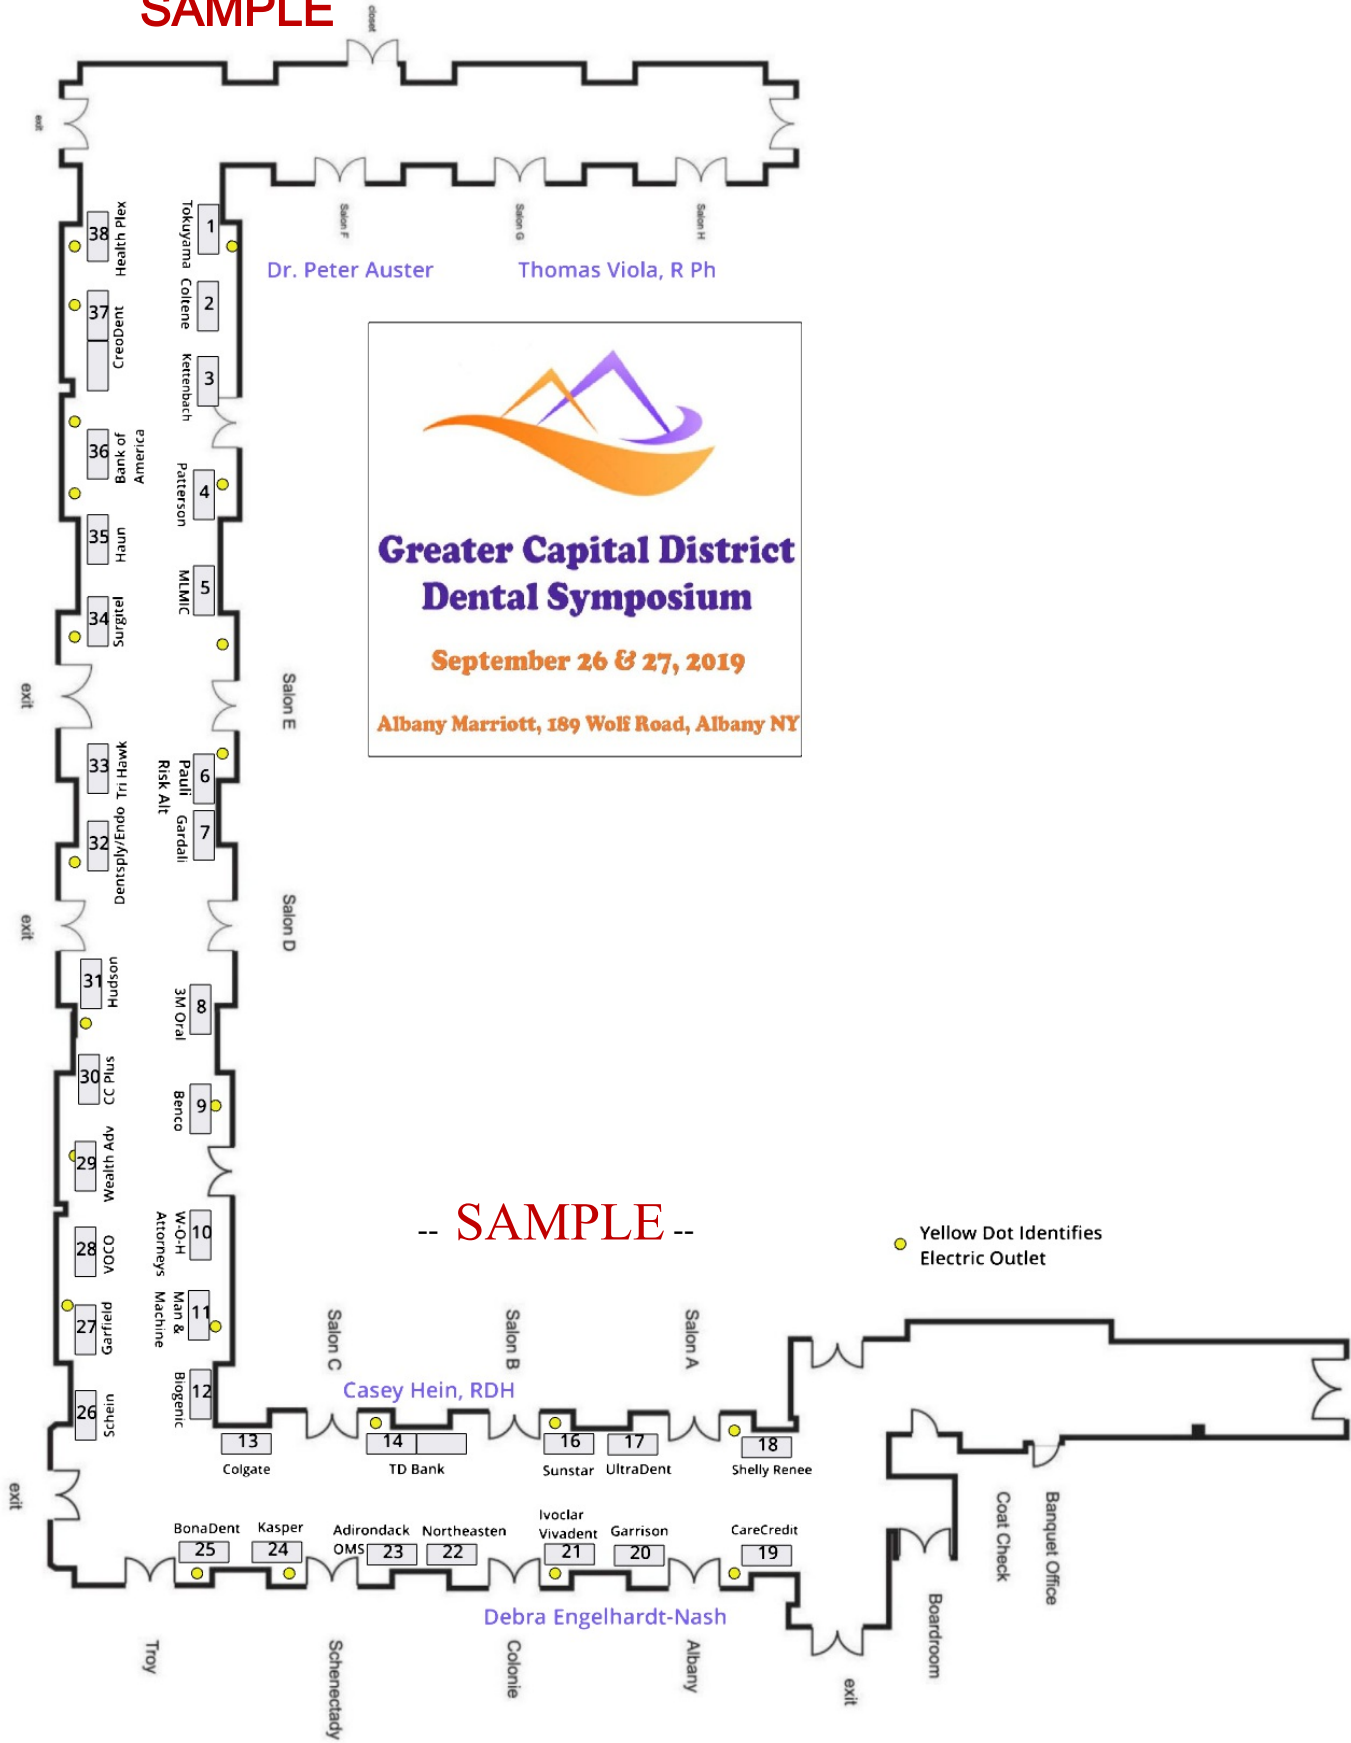 SAMPLE
closet
exit
Salon F
Salon G
Salon H
Dr. Peter Auster
Thomas Viola, R Ph
38
Health Plex
37
CreoDent
36
Bank of
America
35
Haun
34
Surgitel
exit
33
Tri Hawk
32
Dentsply/Endo
exit
31
Hudson
30
CC Plus
29
Wealth Adv
28
VOCO
27
Garfield
26
Schein
exit
1
Tokuyama
2
Coltene
3
Kettenbach
4
Patterson
5
MLMIC
Salon E
6
Pauli
Risk Alt
7
Gardali
Salon D
8
3M Oral
9
Benco
10
W-O-H
Attorneys
11
Man &
Machine
12
Biogenic
Greater Capital District
Dental Symposium
September 26 & 27, 2019
Albany Marriott, 189 Wolf Road, Albany NY
-- SAMPLE --
Yellow Dot Identifies
Electric Outlet
Salon C
Salon B
Salon A
Casey Hein, RDH
13
Colgate
14
TD Bank
16
Sunstar
17
UltraDent
18
Shelly Renee
BonaDent
25
Kasper
24
Adirondack
OMS
23
Northeasten
22
Ivoclar
Vivadent
21
Garrison
20
CareCredit
19
Debra Engelhardt-Nash
Troy
Schenectady
Colonie
Albany
exit
Boardroom
Coat Check
Banquet Office